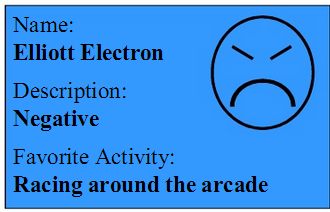 Name:
Elliott Electron
Description:
Negative
Favorite Activity:
Racing around the arcade